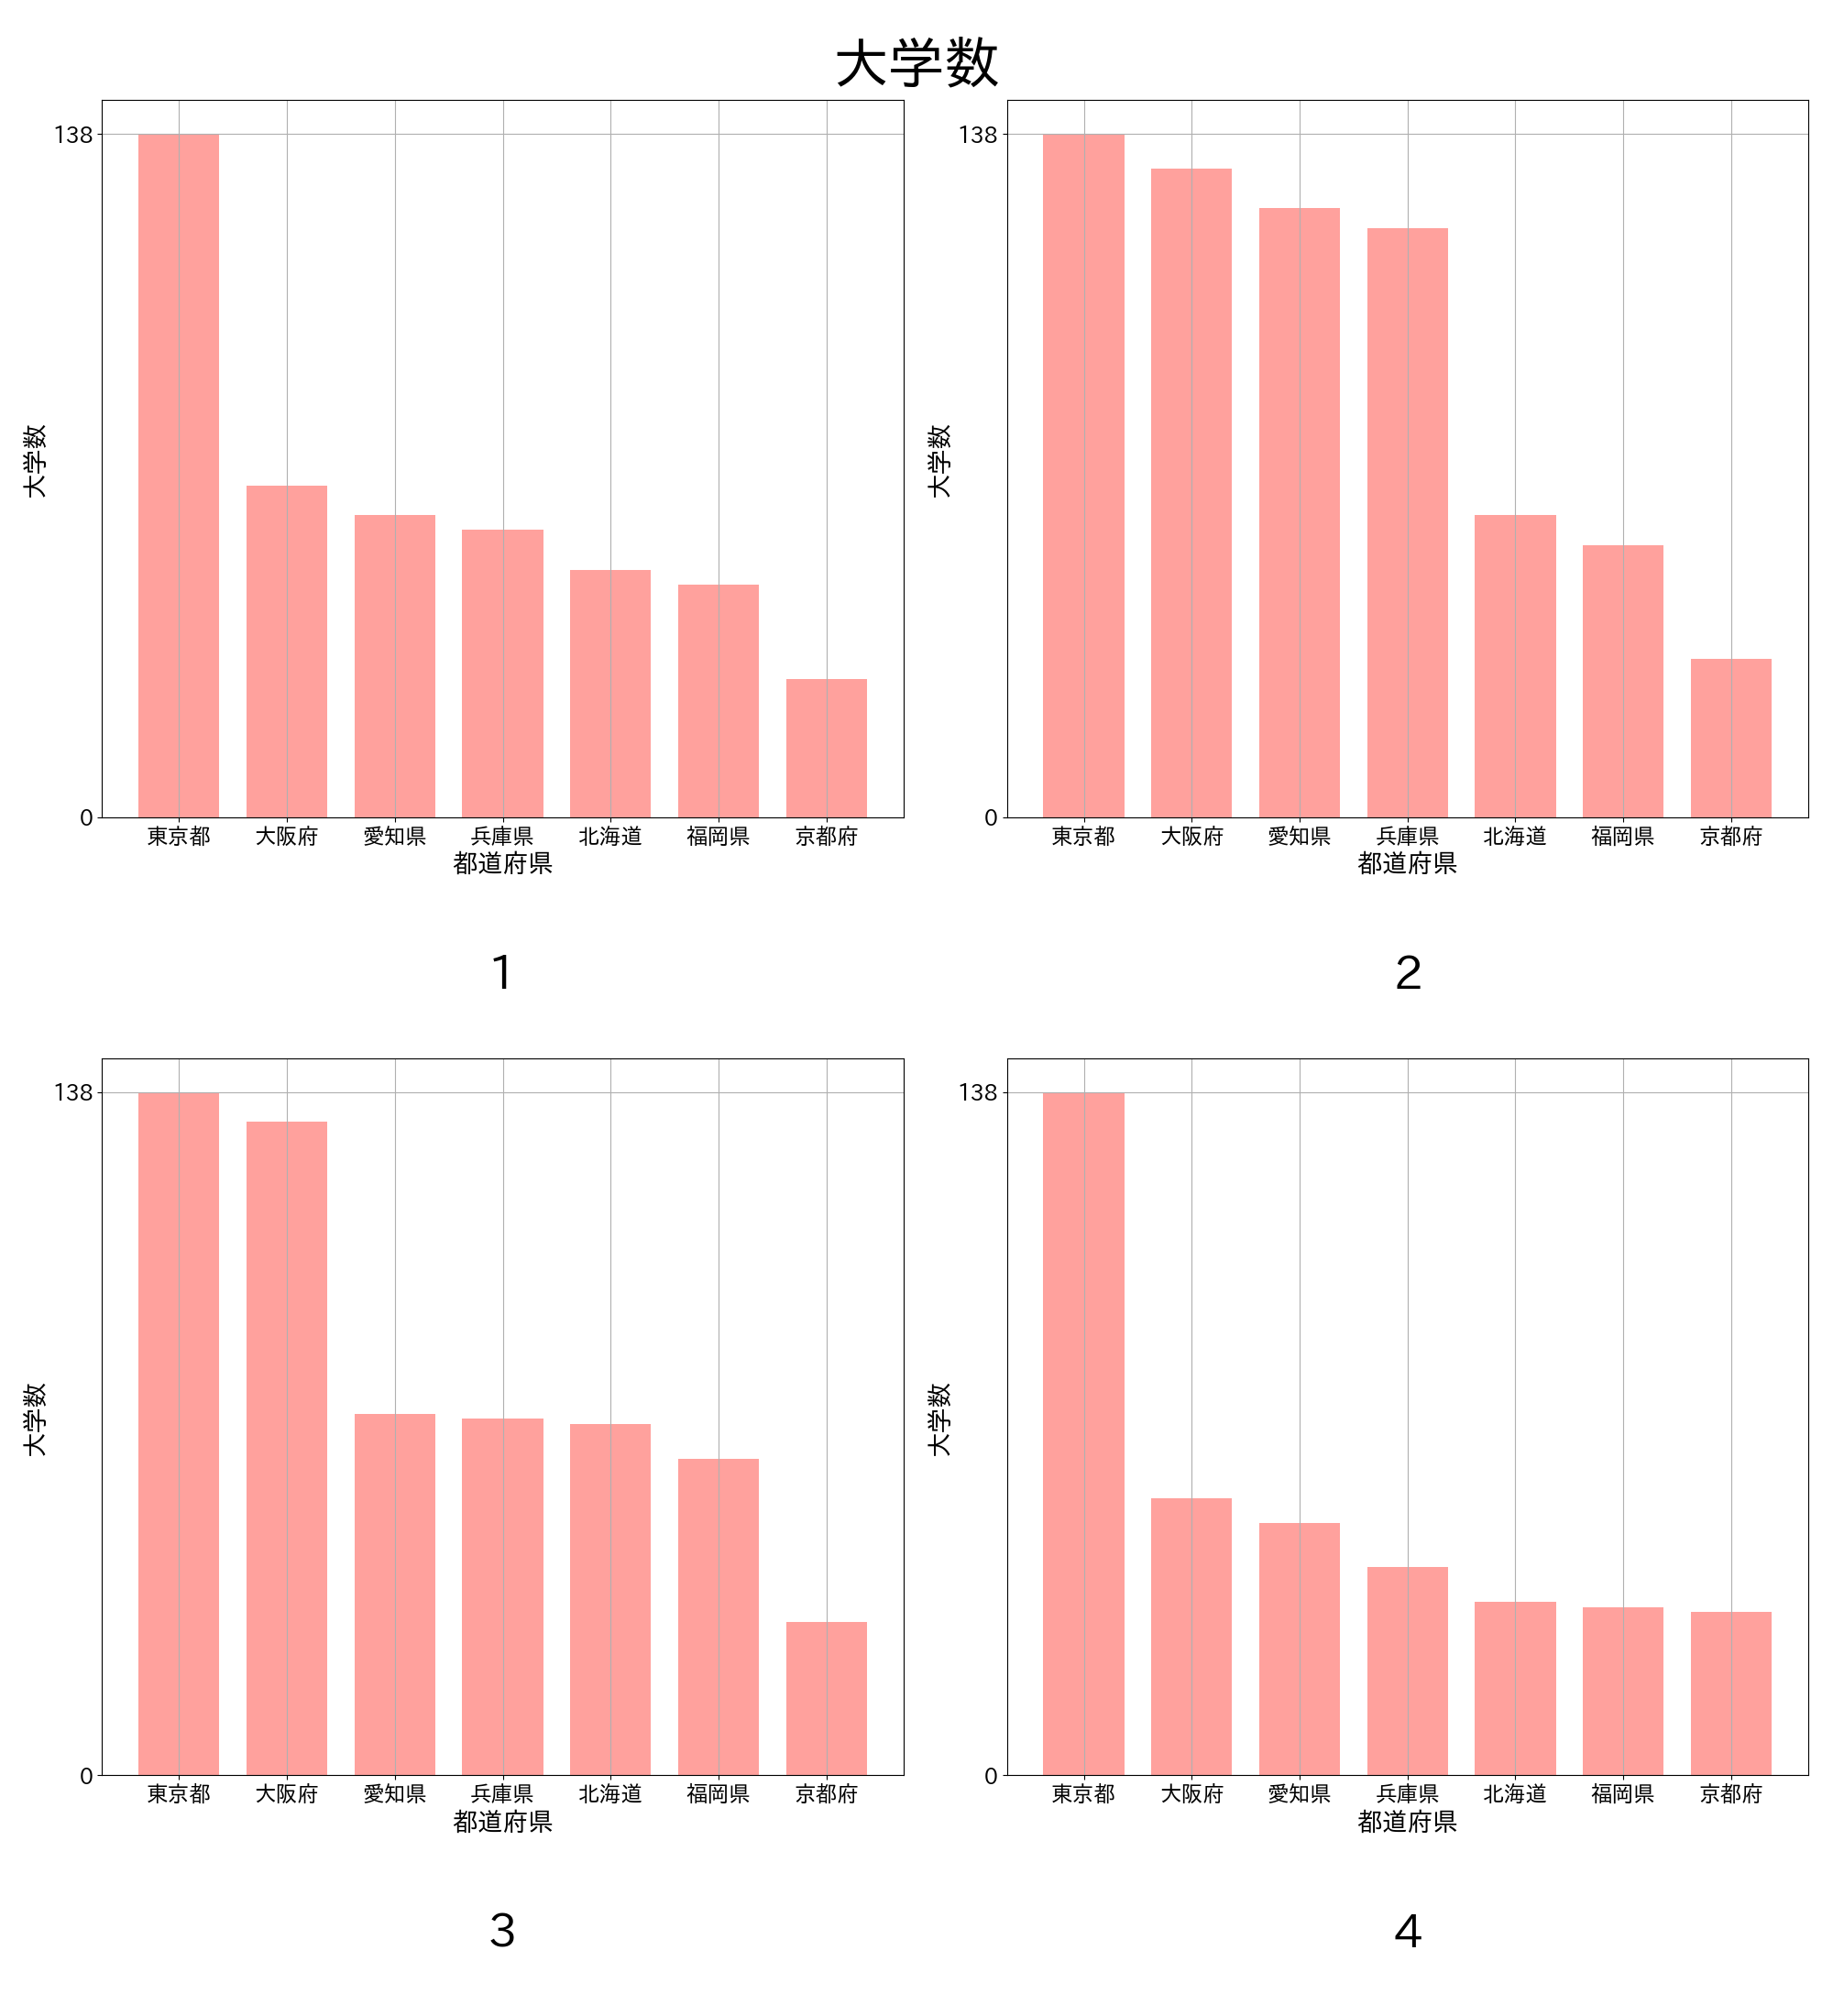 大学数
138
0
大学数
東京都 大阪府 愛知県 兵庫県 北海道 福岡県 京都府
都道府県
1
138
0
大学数
東京都 大阪府 愛知県 兵庫県 北海道 福岡県 京都府
都道府県
2
138
0
大学数
東京都 大阪府 愛知県 兵庫県 北海道 福岡県 京都府
都道府県
3
138
0
大学数
東京都 大阪府 愛知県 兵庫県 北海道 福岡県 京都府
都道府県
4